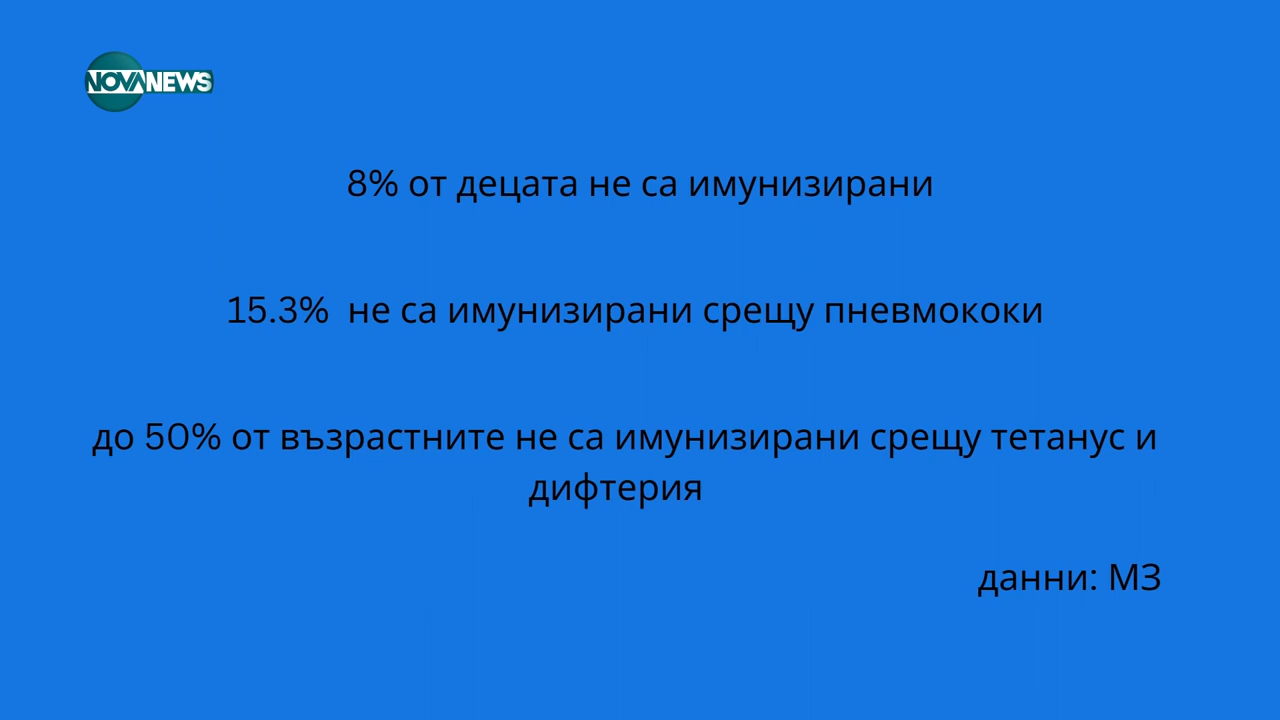 NOVANEWS
8% от децата не са имунизирани
15.3% не са имунизирани срещу пневмококи
до 50% от възрастните не са имунизирани срещу тетанус и
дифтерия
данни: МЗ